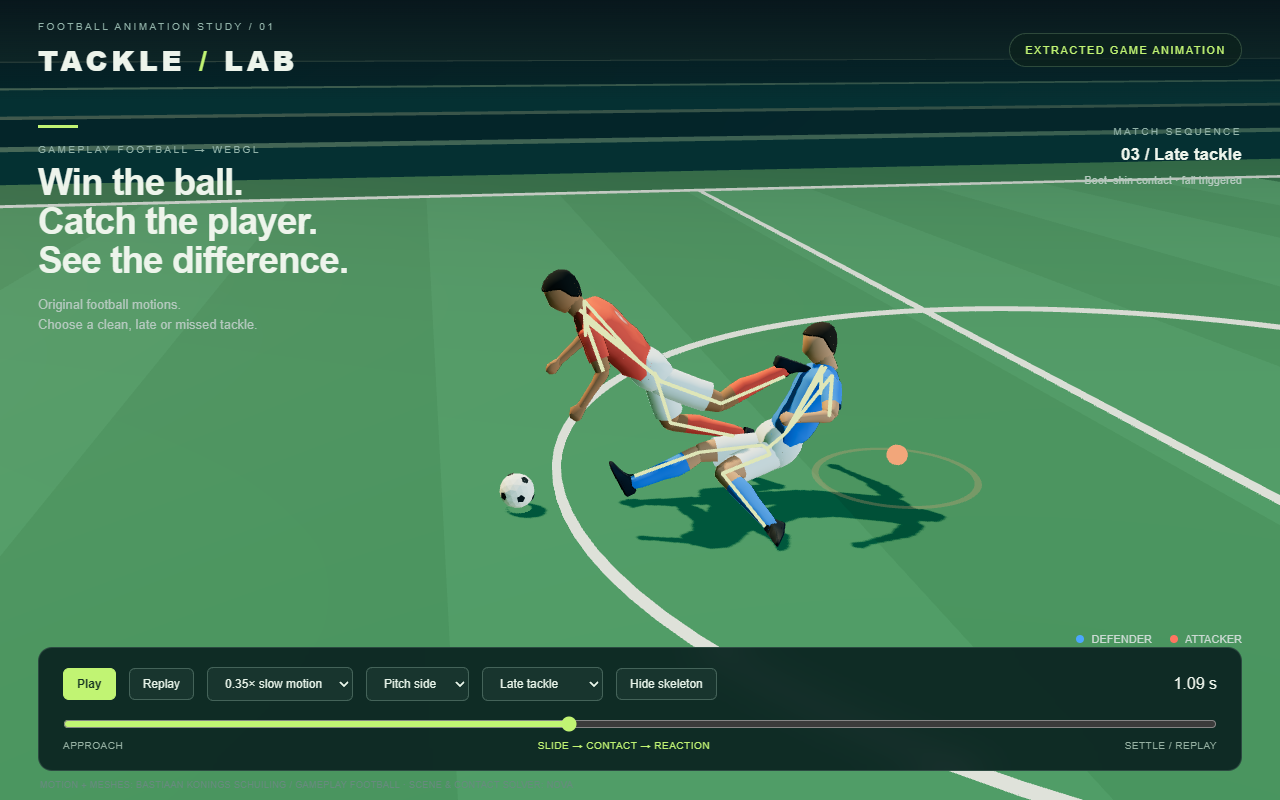 FOOTBALL ANIMATION STUDY / 01
TACKLE / LAB
EXTRACTED GAME ANIMATION
MATCH SEQUENCE
03 / Late tackle
Boot–shin contact · fall triggered
GAMEPLAY FOOTBALL → WEBGL
Win the ball.
Catch the player.
See the difference.
Original football motions.
Choose a clean, late or missed tackle.
DEFENDER
ATTACKER
Play
Replay
0.35× slow motion
Pitch side
Late tackle
Hide skeleton
1.09 s
APPROACH
SLIDE → CONTACT → REACTION
SETTLE / REPLAY